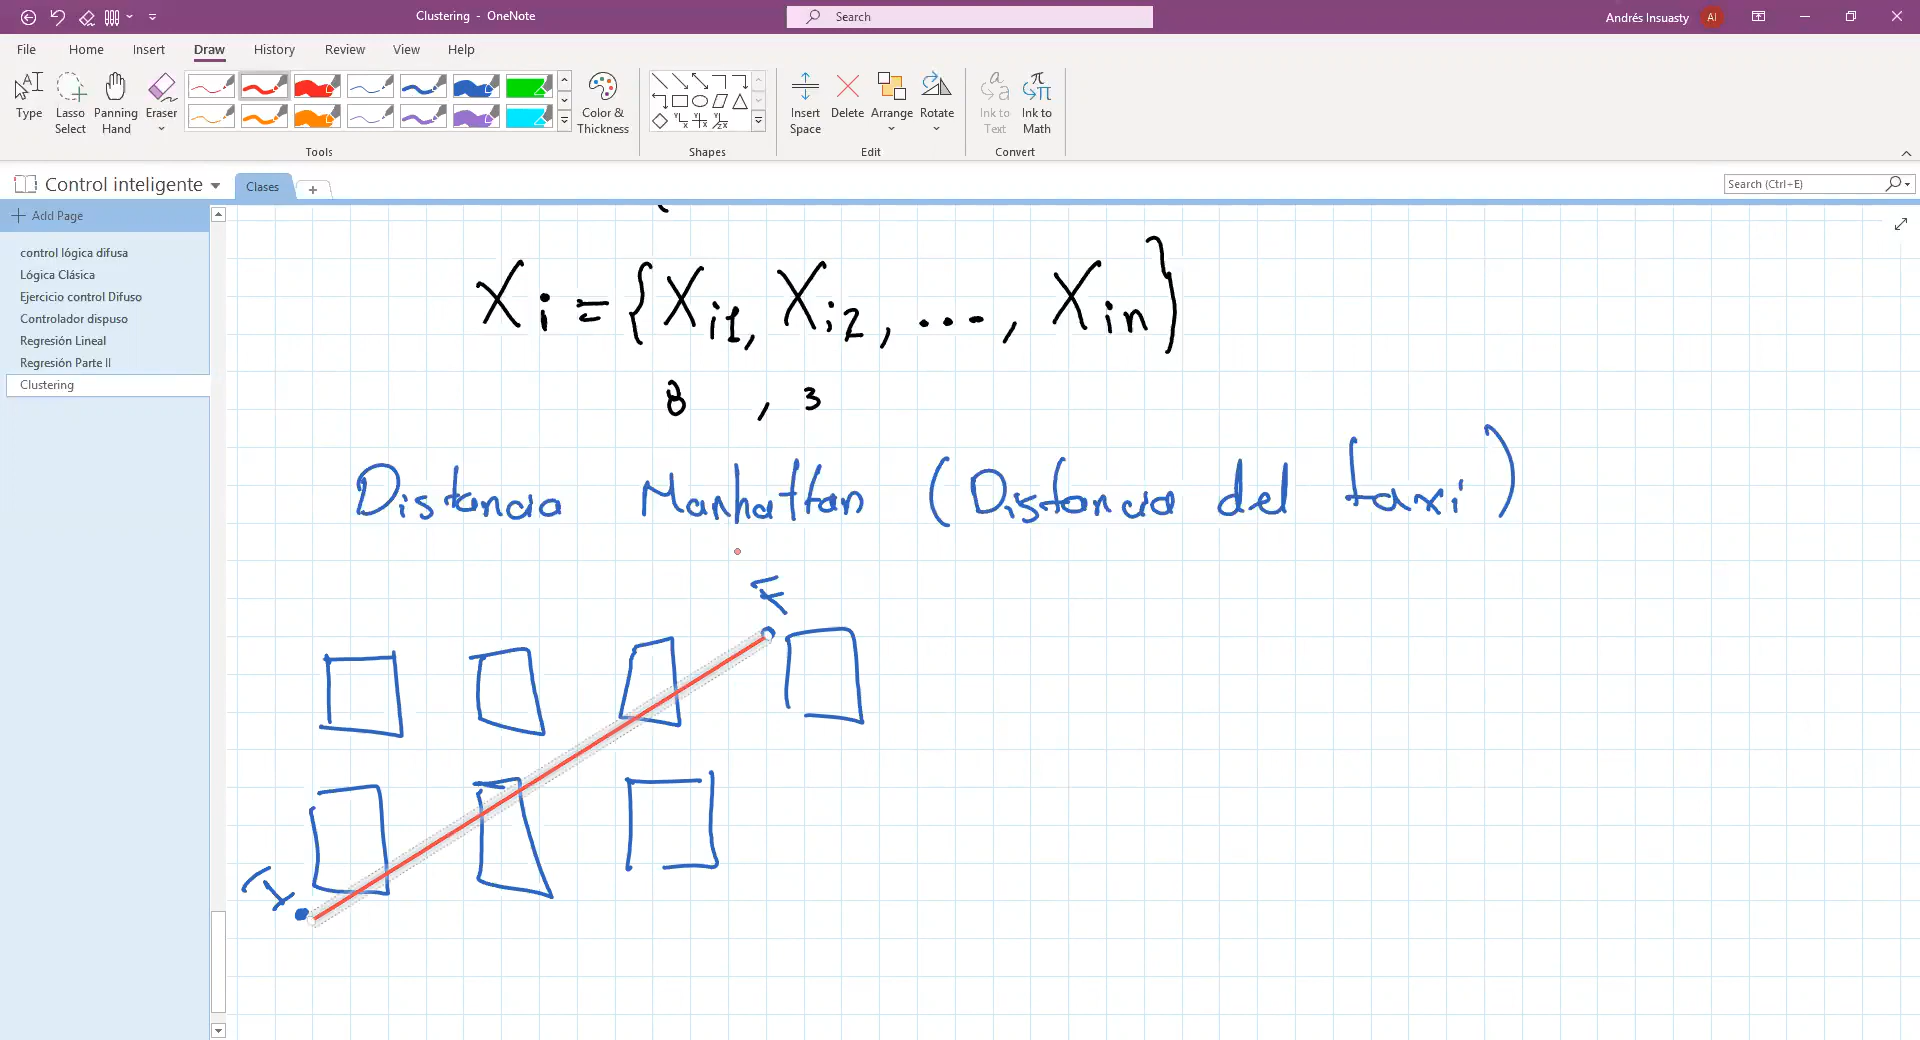 Clustering - OneNote
Search
Andrés Insuasty AI
File Home Insert Draw History Review View Help
Type Lasso Select Panning Hand Eraser Color & Thickness Insert Space Delete Arrange Rotate Ink to Text Ink to Math
Tools Shapes Edit Convert
Control inteligente Clases Search (Ctrl+E)
Add Page
control lógica difusa
Lógica Clásica
Ejercicio control Difuso
Controlador dispuso
Regresión Lineal
Regresión Parte II
Clustering
Xi = {Xi1, Xi2, ..., Xin}
8 , 3
Distancia Manhattan (Distancia del taxi)